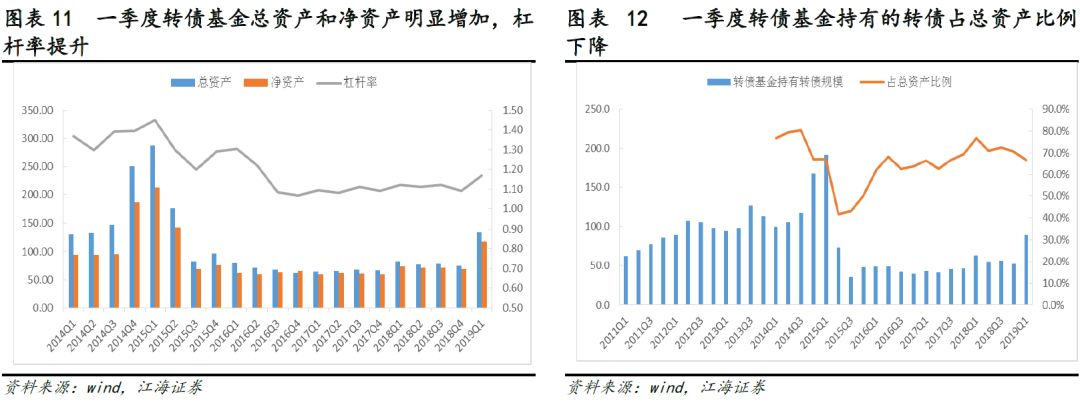 图表 11 一季度转债基金总资产和净资产明显增加，杠
杆率提升
总资产 净资产 杠杆率
350.00
300.00
250.00
200.00
150.00
100.00
50.00
0.00
1.50
1.40
1.30
1.20
1.10
1.00
0.90
0.80
0.70
0.60
0.50
2014Q1
2014Q2
2014Q3
2014Q4
2015Q1
2015Q2
2015Q3
2015Q4
2016Q1
2016Q2
2016Q3
2016Q4
2017Q1
2017Q2
2017Q3
2017Q4
2018Q1
2018Q2
2018Q3
2018Q4
2019Q1
资料来源：wind，江海证券
图表 12 一季度转债基金持有的转债占总资产比例
下降
转债基金持有转债规模 占总资产比例
250.0
200.0
150.0
100.0
50.0
0.0
90.0%
80.0%
70.0%
60.0%
50.0%
40.0%
30.0%
20.0%
10.0%
0.0%
2011Q1
2011Q3
2012Q1
2012Q3
2013Q1
2013Q3
2014Q1
2014Q3
2015Q1
2015Q3
2016Q1
2016Q3
2017Q1
2017Q3
2018Q1
2018Q3
2019Q1
资料来源：wind，江海证券